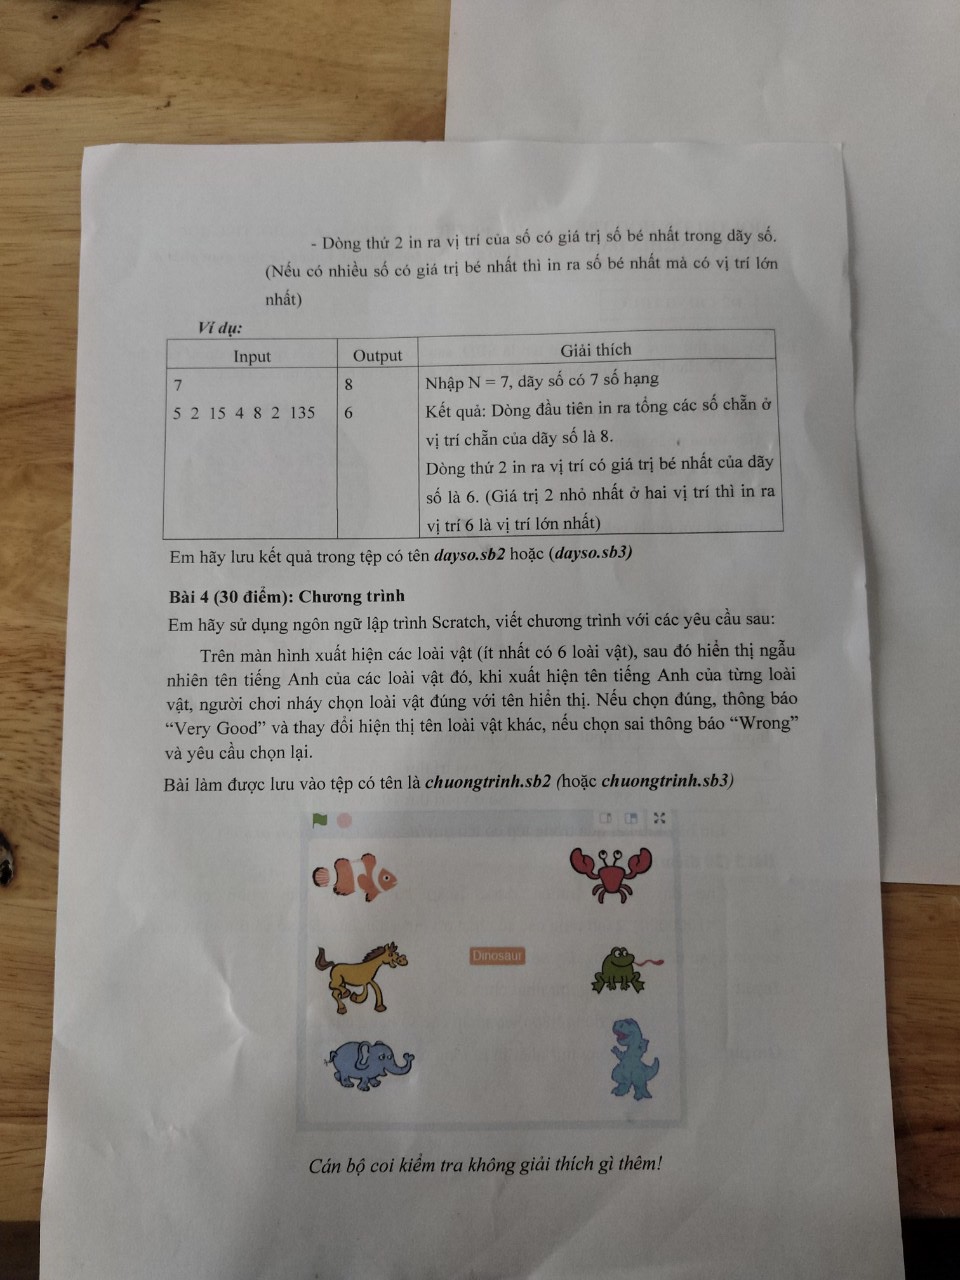 - Dòng thứ 2 in ra vị trí của số có giá trị số bé nhất trong dãy số.
(Nếu có nhiều số có giá trị bé nhất thì in ra số bé nhất mà có vị trí lớn
nhất)
Ví dụ:
Input Output Giải thích
7 8 Nhập N = 7, dãy số có 7 số hạng
5 2 15 4 8 2 135 6 Kết quả: Dòng đầu tiên in ra tổng các số chẵn ở
vị trí chẵn của dãy số là 8.
Dòng thứ 2 in ra vị trí có giá trị bé nhất của dãy
số là 6. (Giá trị 2 nhỏ nhất ở hai vị trí thì in ra
vị trí 6 là vị trí lớn nhất)
Em hãy lưu kết quả trong tệp có tên dayso.sb2 hoặc (dayso.sb3)
Bài 4 (30 điểm): Chương trình
Em hãy sử dụng ngôn ngữ lập trình Scratch, viết chương trình với các yêu cầu sau:
Trên màn hình xuất hiện các loài vật (ít nhất có 6 loài vật), sau đó hiển thị ngẫu
nhiên tên tiếng Anh của các loài vật đó, khi xuất hiện tên tiếng Anh của từng loài
vật, người chơi nháy chọn loài vật đúng với tên hiển thị. Nếu chọn đúng, thông báo
“Very Good” và thay đổi hiện thị tên loài vật khác, nếu chọn sai thông báo “Wrong”
và yêu cầu chọn lại.
Bài làm được lưu vào tệp có tên là chuongtrinh.sb2 (hoặc chuongtrinh.sb3)
Dinosaur
Cán bộ coi kiểm tra không giải thích gì thêm!